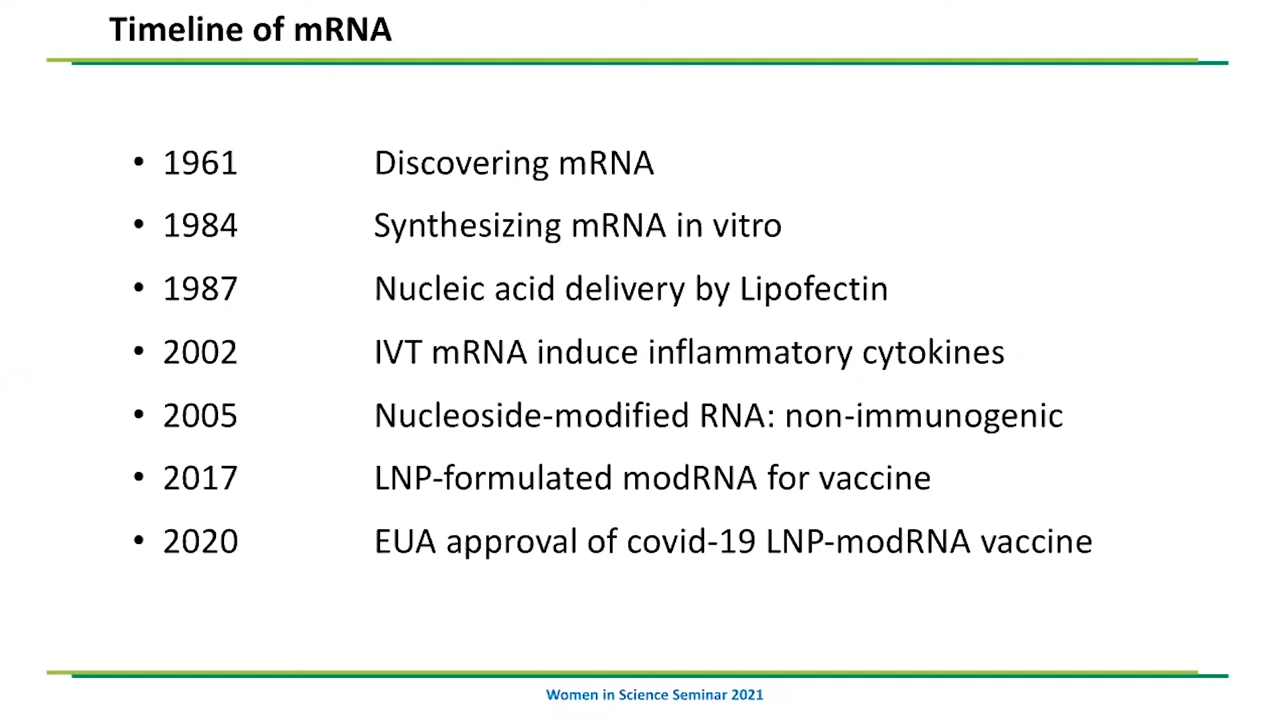 Timeline of mRNA
• 1961 Discovering mRNA
• 1984 Synthesizing mRNA in vitro
• 1987 Nucleic acid delivery by Lipofectin
• 2002 IVT mRNA induce inflammatory cytokines
• 2005 Nucleoside-modified RNA: non-immunogenic
• 2017 LNP-formulated modRNA for vaccine
• 2020 EUA approval of covid-19 LNP-modRNA vaccine
Women in Science Seminar 2021